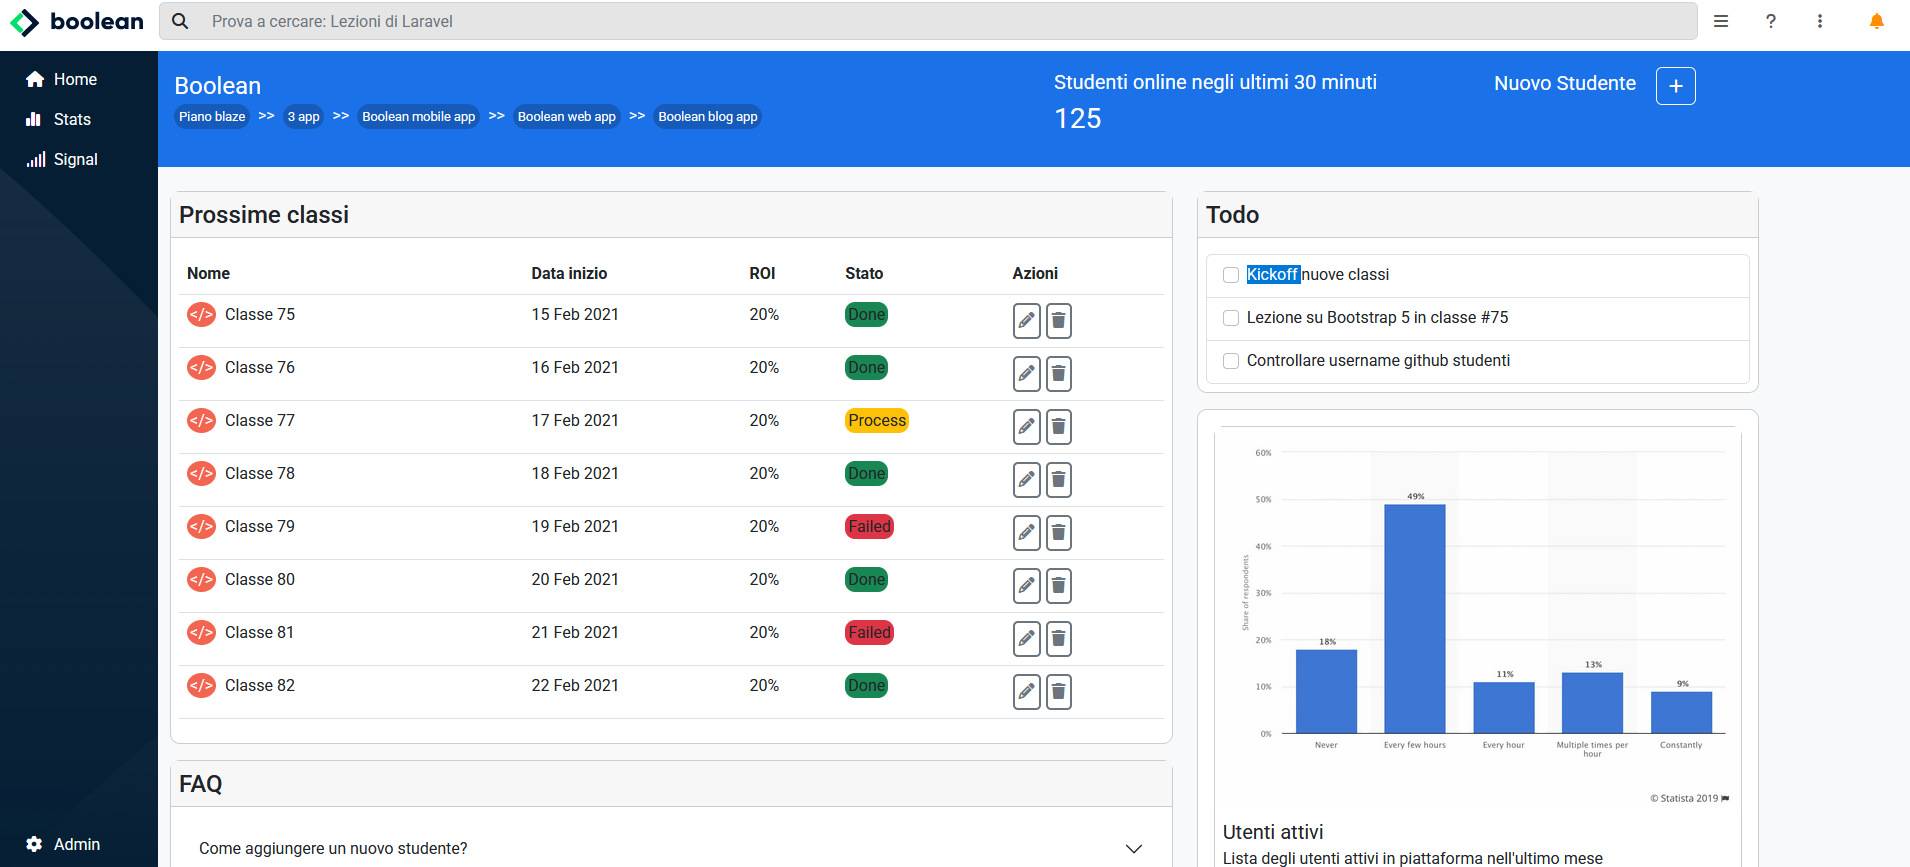 boolean
Prova a cercare: Lezioni di Laravel
?
Home
Stats
Signal
Admin
Boolean
Piano blaze >> 3 app >> Boolean mobile app >> Boolean web app >> Boolean blog app
Studenti online negli ultimi 30 minuti
125
Nuovo Studente +
Prossime classi
Nome Data inizio ROI Stato Azioni
</> Classe 75 15 Feb 2021 20% Done
</> Classe 76 16 Feb 2021 20% Done
</> Classe 77 17 Feb 2021 20% Process
</> Classe 78 18 Feb 2021 20% Done
</> Classe 79 19 Feb 2021 20% Failed
</> Classe 80 20 Feb 2021 20% Done
</> Classe 81 21 Feb 2021 20% Failed
</> Classe 82 22 Feb 2021 20% Done
FAQ
Come aggiungere un nuovo studente?
Todo
Kickoff nuove classi
Lezione su Bootstrap 5 in classe #75
Controllare username github studenti
Share of respondents
60%
50%
40%
30%
20%
10%
0%
18%
49%
11%
13%
9%
Never
Every few hours
Every hour
Multiple times per
hour
Constantly
© Statista 2019
Utenti attivi
Lista degli utenti attivi in piattaforma nell'ultimo mese